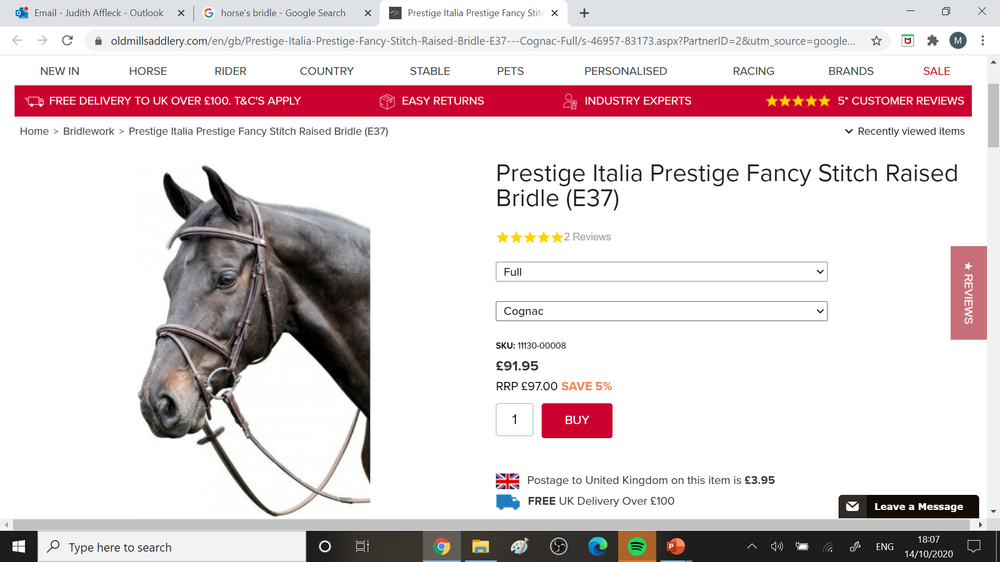 Email - Judith Affleck - Outlook
horse's bridle - Google Search
Prestige Italia Prestige Fancy Stitc
oldmillsaddlery.com/en/gb/Prestige-Italia-Prestige-Fancy-Stitch-Raised-Bridle-E37---Cognac-Full/s-46957-83173.aspx?PartnerID=2&utm_source=google...
M
NEW IN HORSE RIDER COUNTRY STABLE PETS PERSONALISED RACING BRANDS SALE
FREE DELIVERY TO UK OVER £100. T&C'S APPLY EASY RETURNS INDUSTRY EXPERTS 5* CUSTOMER REVIEWS
Home > Bridlework > Prestige Italia Prestige Fancy Stitch Raised Bridle (E37)
Recently viewed items
Prestige Italia Prestige Fancy Stitch Raised
Bridle (E37)
2 Reviews
Full
Cognac
★ REVIEWS
SKU: 11130-00008
£91.95
RRP £97.00 SAVE 5%
1 BUY
Postage to United Kingdom on this item is £3.95
FREE UK Delivery Over £100
Leave a Message
Type here to search
P
ENG
18:07
14/10/2020